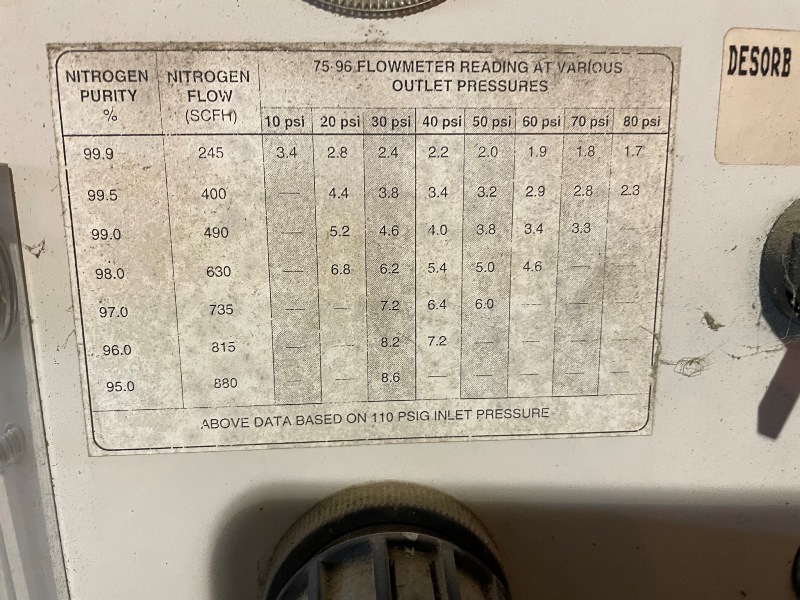 NITROGEN PURITY % NITROGEN FLOW (SCFH) 75-96 FLOWMETER READING AT VARIOUS OUTLET PRESSURES
10 psi 20 psi 30 psi 40 psi 50 psi 60 psi 70 psi 80 psi
99.9 245 3.4 2.8 2.4 2.2 2.0 1.9 1.8 1.7
99.5 400 — 4.4 3.8 3.4 3.2 2.9 2.8 2.3
99.0 490 — 5.2 4.6 4.0 3.8 3.4 3.3 —
98.0 630 — 6.8 6.2 5.4 5.0 4.6 — —
97.0 735 — — 7.2 6.4 6.0 — — —
96.0 815 — — 8.2 7.2 — — — —
95.0 880 — — 8.6 — — — — —
ABOVE DATA BASED ON 110 PSIG INLET PRESSURE
DESORB